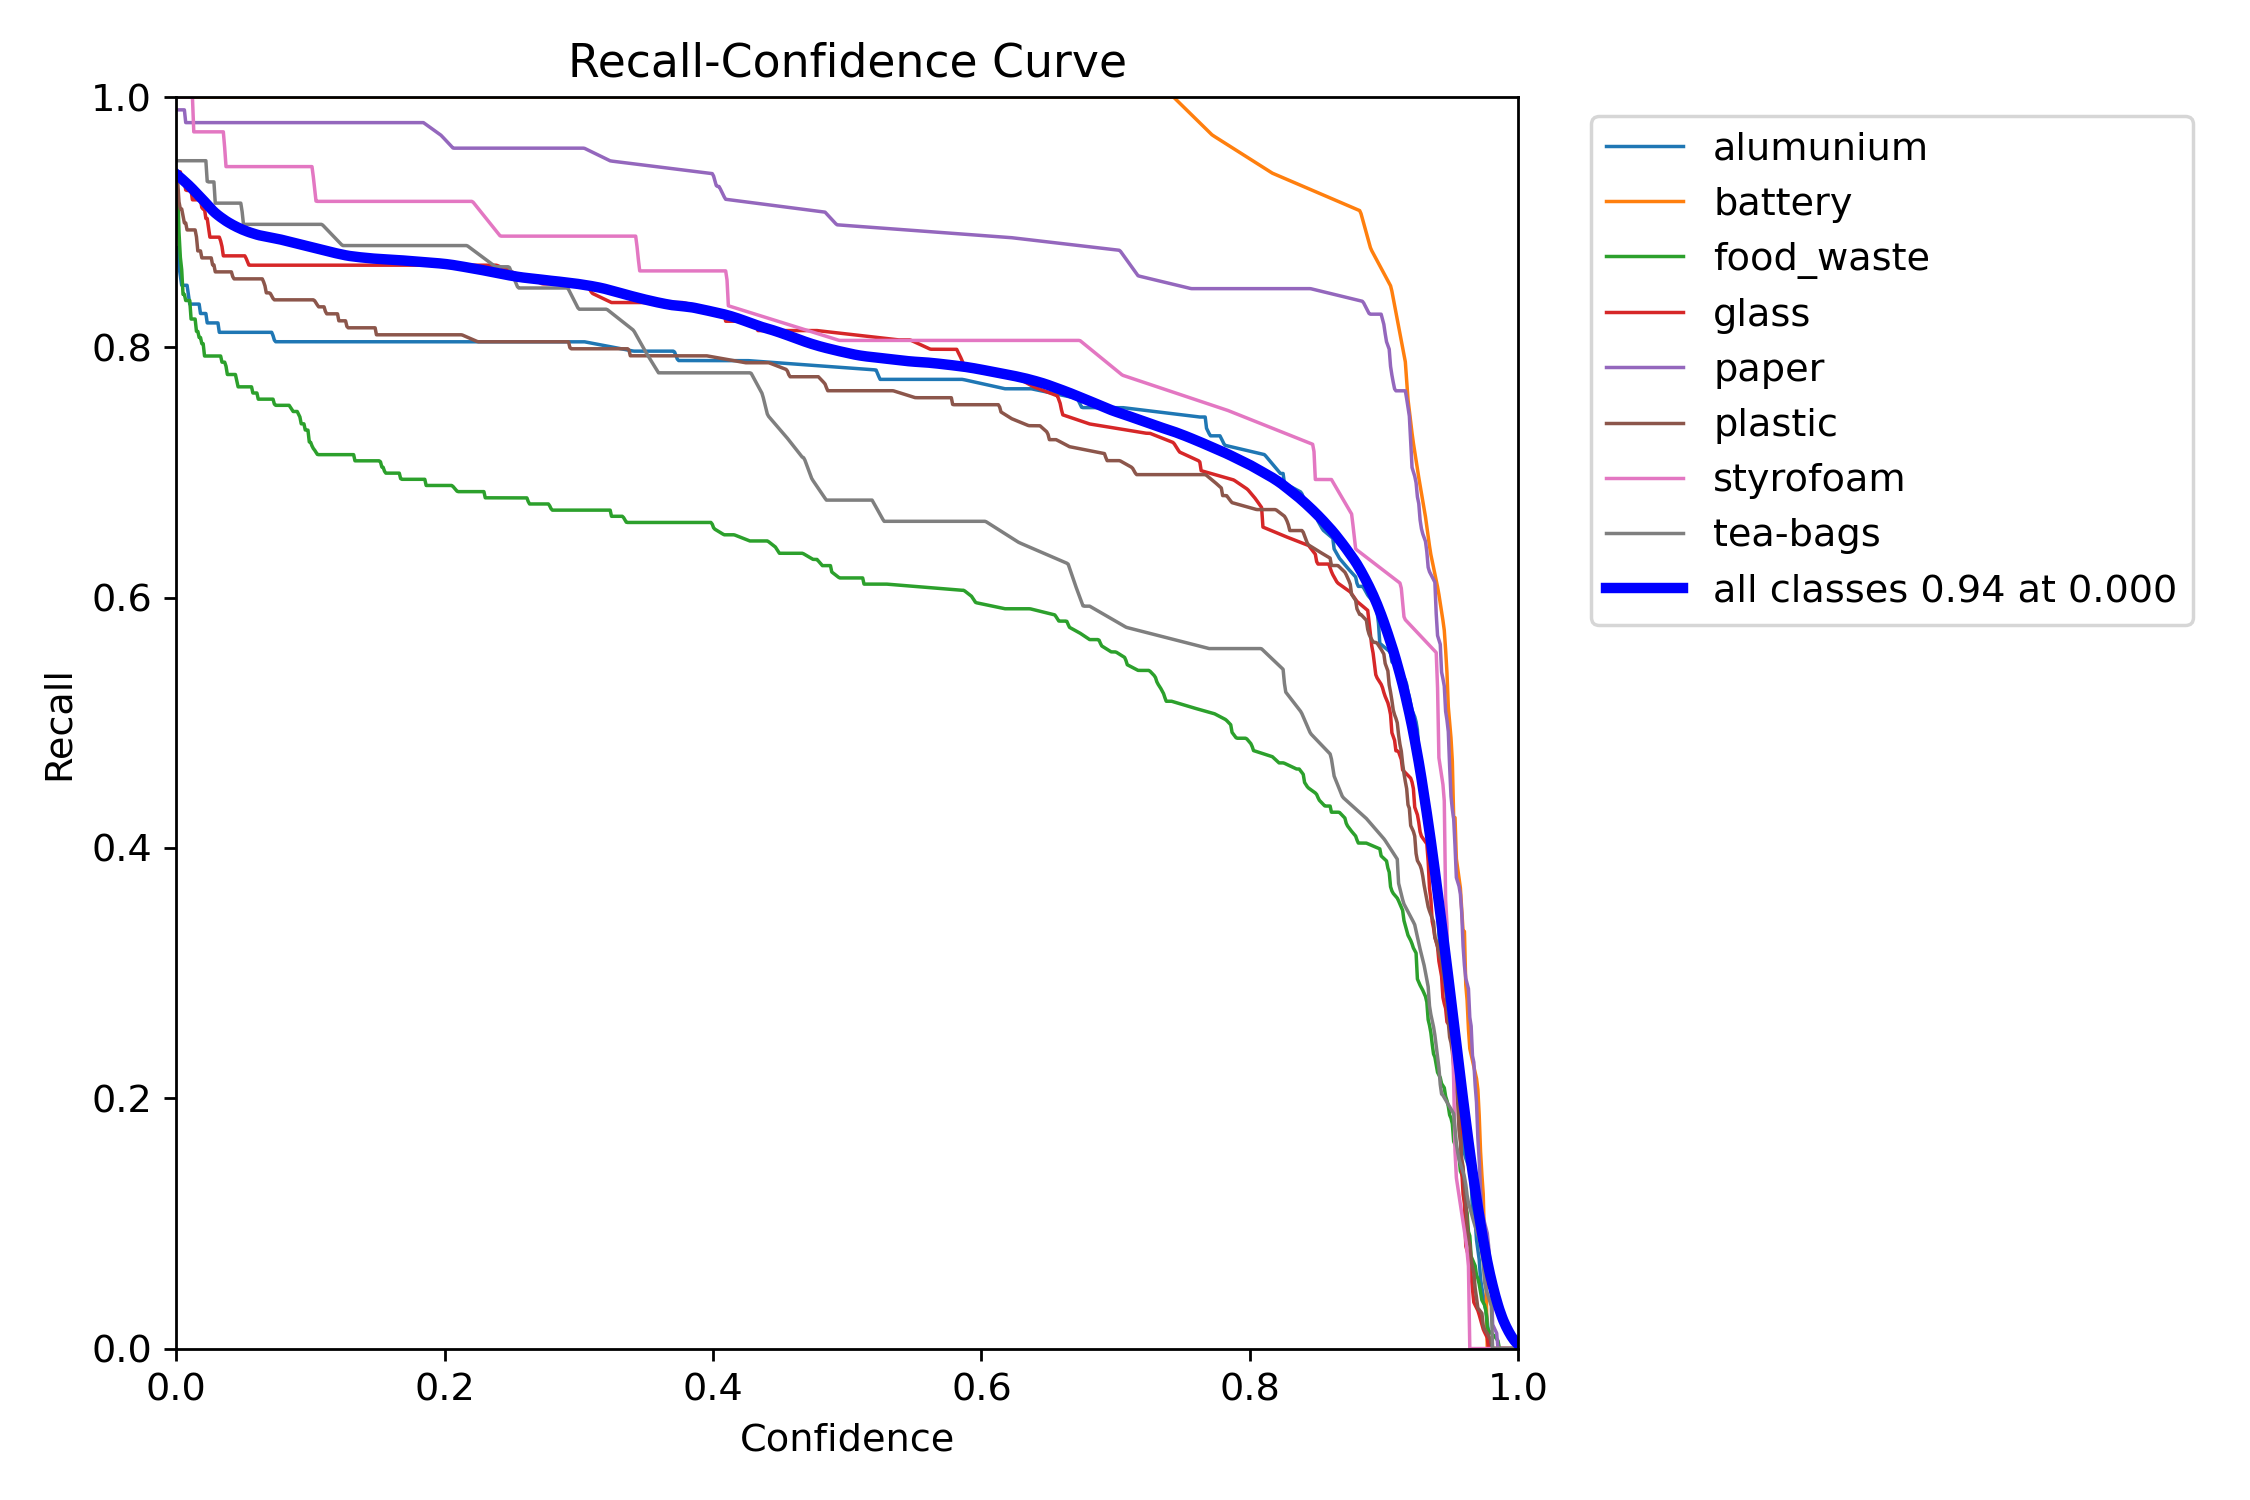 Recall-Confidence Curve
1.0
0.8
0.6
0.4
0.2
0.0
Recall
0.0 0.2 0.4 0.6 0.8 1.0
Confidence
alumunium
battery
food_waste
glass
paper
plastic
styrofoam
tea-bags
all classes 0.94 at 0.000